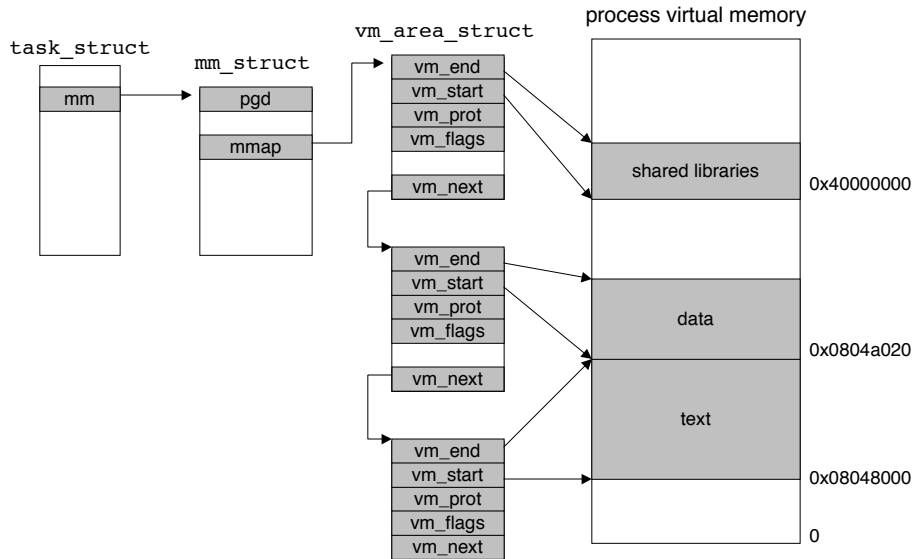 process virtual memory
task_struct
mm
mm_struct
pgd
mmap
vm_area_struct
vm_end
vm_start
vm_prot
vm_flags
vm_next
vm_end
vm_start
vm_prot
vm_flags
vm_next
vm_end
vm_start
vm_prot
vm_flags
vm_next
shared libraries
0x40000000
data
0x0804a020
text
0x08048000
0